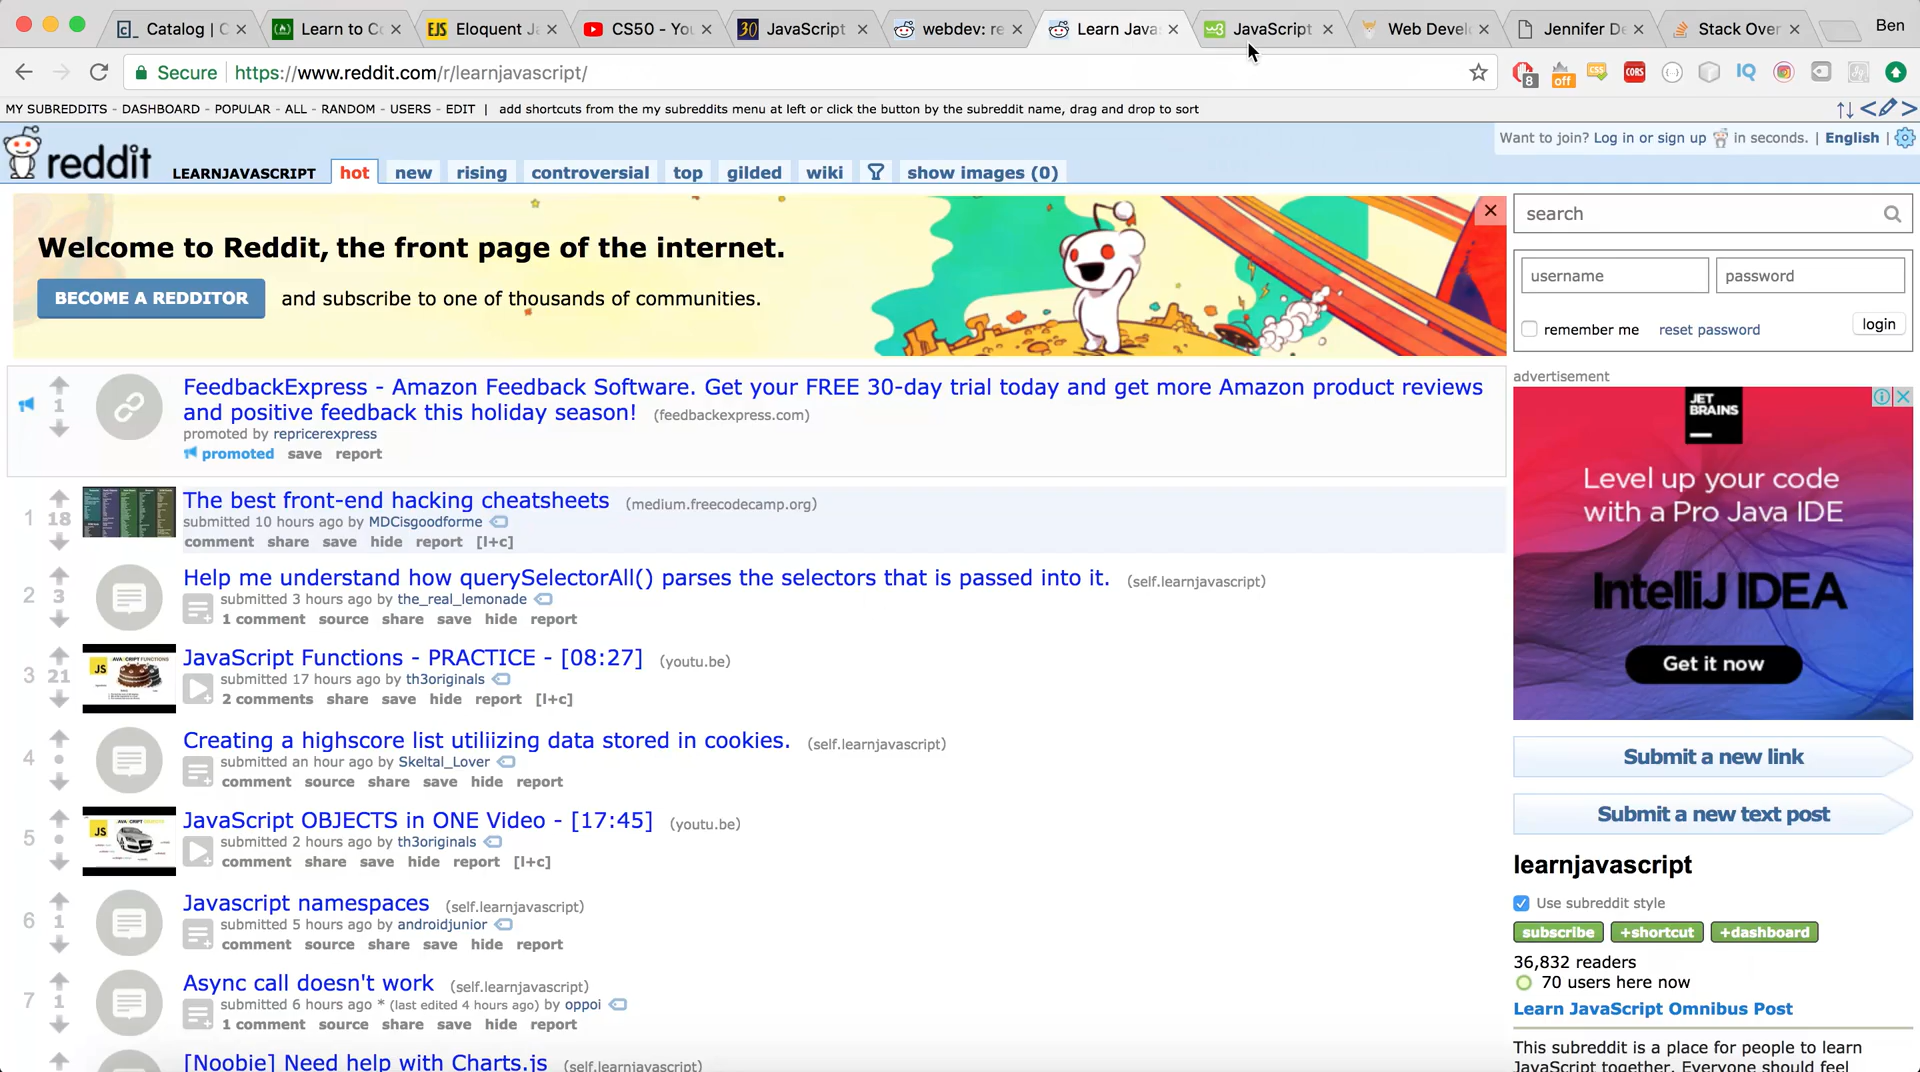 Catalog | C
Learn to Co
EJS Eloquent Ja
CS50 - Yo
30 JavaScript
webdev: re
Learn Javas
w3 JavaScript
Web Devel
Jennifer De
Stack Over
Ben
Secure https://www.reddit.com/r/learnjavascript/
8 off CSS CORS IQ
MY SUBREDDITS - DASHBOARD - POPULAR - ALL - RANDOM - USERS - EDIT | add shortcuts from the my subreddits menu at left or click the button by the subreddit name, drag and drop to sort
Want to join? Log in or sign up in seconds. | English |
reddit LEARNJAVASCRIPT hot new rising controversial top gilded wiki show images (0)
Welcome to Reddit, the front page of the internet.
BECOME A REDDITOR and subscribe to one of thousands of communities.
FeedbackExpress - Amazon Feedback Software. Get your FREE 30-day trial today and get more Amazon product reviews
and positive feedback this holiday season! (feedbackexpress.com)
1
promoted by repricerexpress
promoted save report
The best front-end hacking cheatsheets (medium.freecodecamp.org)
1 18 submitted 10 hours ago by MDCisgoodforme
comment share save hide report [l+c]
Help me understand how querySelectorAll() parses the selectors that is passed into it. (self.learnjavascript)
2 3 submitted 3 hours ago by the_real_lemonade
1 comment source share save hide report
JavaScript Functions - PRACTICE - [08:27] (youtu.be)
3 21 submitted 17 hours ago by th3originals
2 comments share save hide report [l+c]
Creating a highscore list utiliizing data stored in cookies. (self.learnjavascript)
4 • submitted an hour ago by Skeltal_Lover
comment source share save hide report
JavaScript OBJECTS in ONE Video - [17:45] (youtu.be)
5 • submitted 2 hours ago by th3originals
comment share save hide report [l+c]
Javascript namespaces (self.learnjavascript)
6 1 submitted 5 hours ago by androidjunior
comment source share save hide report
Async call doesn't work (self.learnjavascript)
7 1 submitted 6 hours ago * (last edited 4 hours ago) by oppoi
1 comment source share save hide report
[Noobie] Need help with Charts.js (self.learnjavascript)
search
username password
remember me reset password login
advertisement
JET
BRAINS
Level up your code
with a Pro Java IDE
IntelliJ IDEA
Get it now
Submit a new link
Submit a new text post
learnjavascript
Use subreddit style
subscribe +shortcut +dashboard
36,832 readers
70 users here now
Learn JavaScript Omnibus Post
This subreddit is a place for people to learn
JavaScript together. Everyone should feel